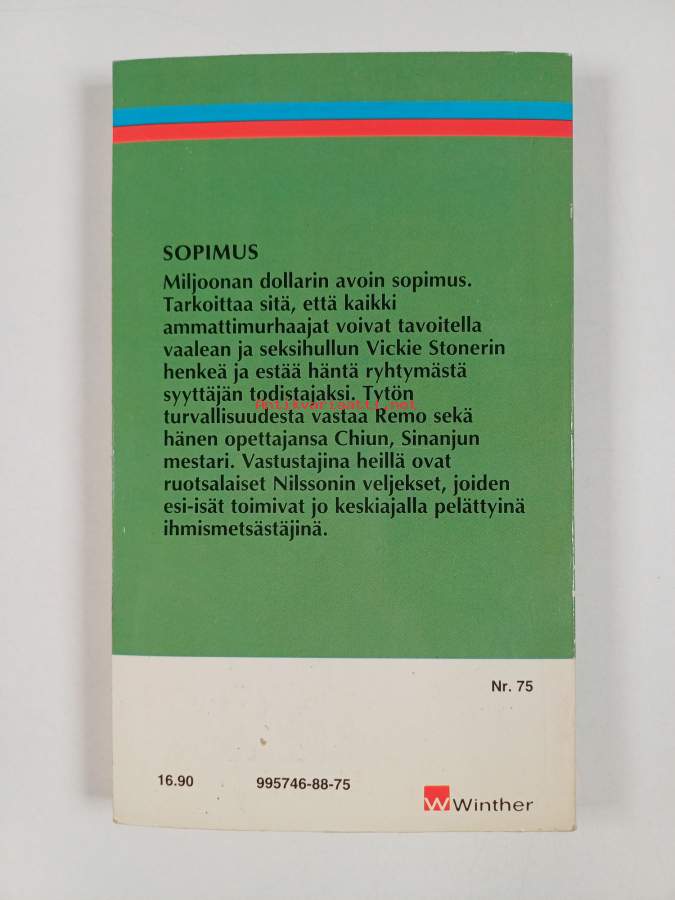 SOPIMUS
Miljoonan dollarin avoin sopimus.
Tarkoittaa sitä, että kaikki
ammattimurhaajat voivat tavoitella
vaalean ja seksihullun Vickie Stonerin
henkeä ja estää häntä ryhtymästä
syyttäjän todistajaksi. Tytön
Antikvariaatti.net
turvallisuudesta vastaa Remo sekä
hänen opettajansa Chiun, Sinanjun
mestari. Vastustajina heillä ovat
ruotsalaiset Nilssonin veljekset, joiden
esi-isät toimivat jo keskiajalla pelättyinä
ihmismetsästäjinä.
Nr. 75
16.90 995746-88-75
Winther